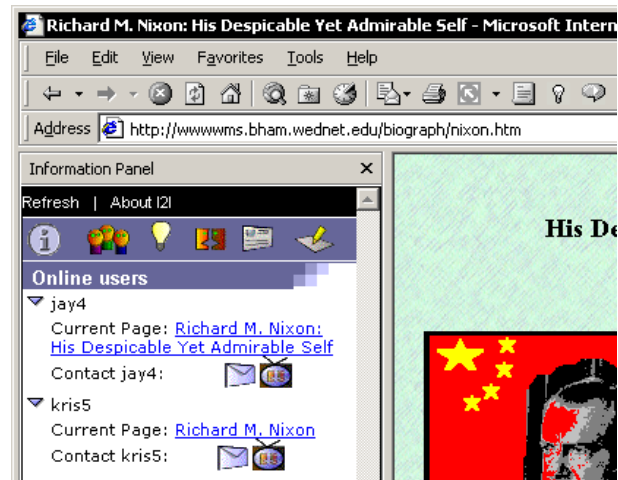 Richard M. Nixon: His Despicable Yet Admirable Self - Microsoft Intern
File Edit View Favorites Tools Help
Address http://wwwwms.bham.wednet.edu/biograph/nixon.htm
Information Panel
Refresh | About I2I
Online users
jay4
Current Page: Richard M. Nixon:
His Despicable Yet Admirable Self
Contact jay4:
kris5
Current Page: Richard M. Nixon
Contact kris5:
His De